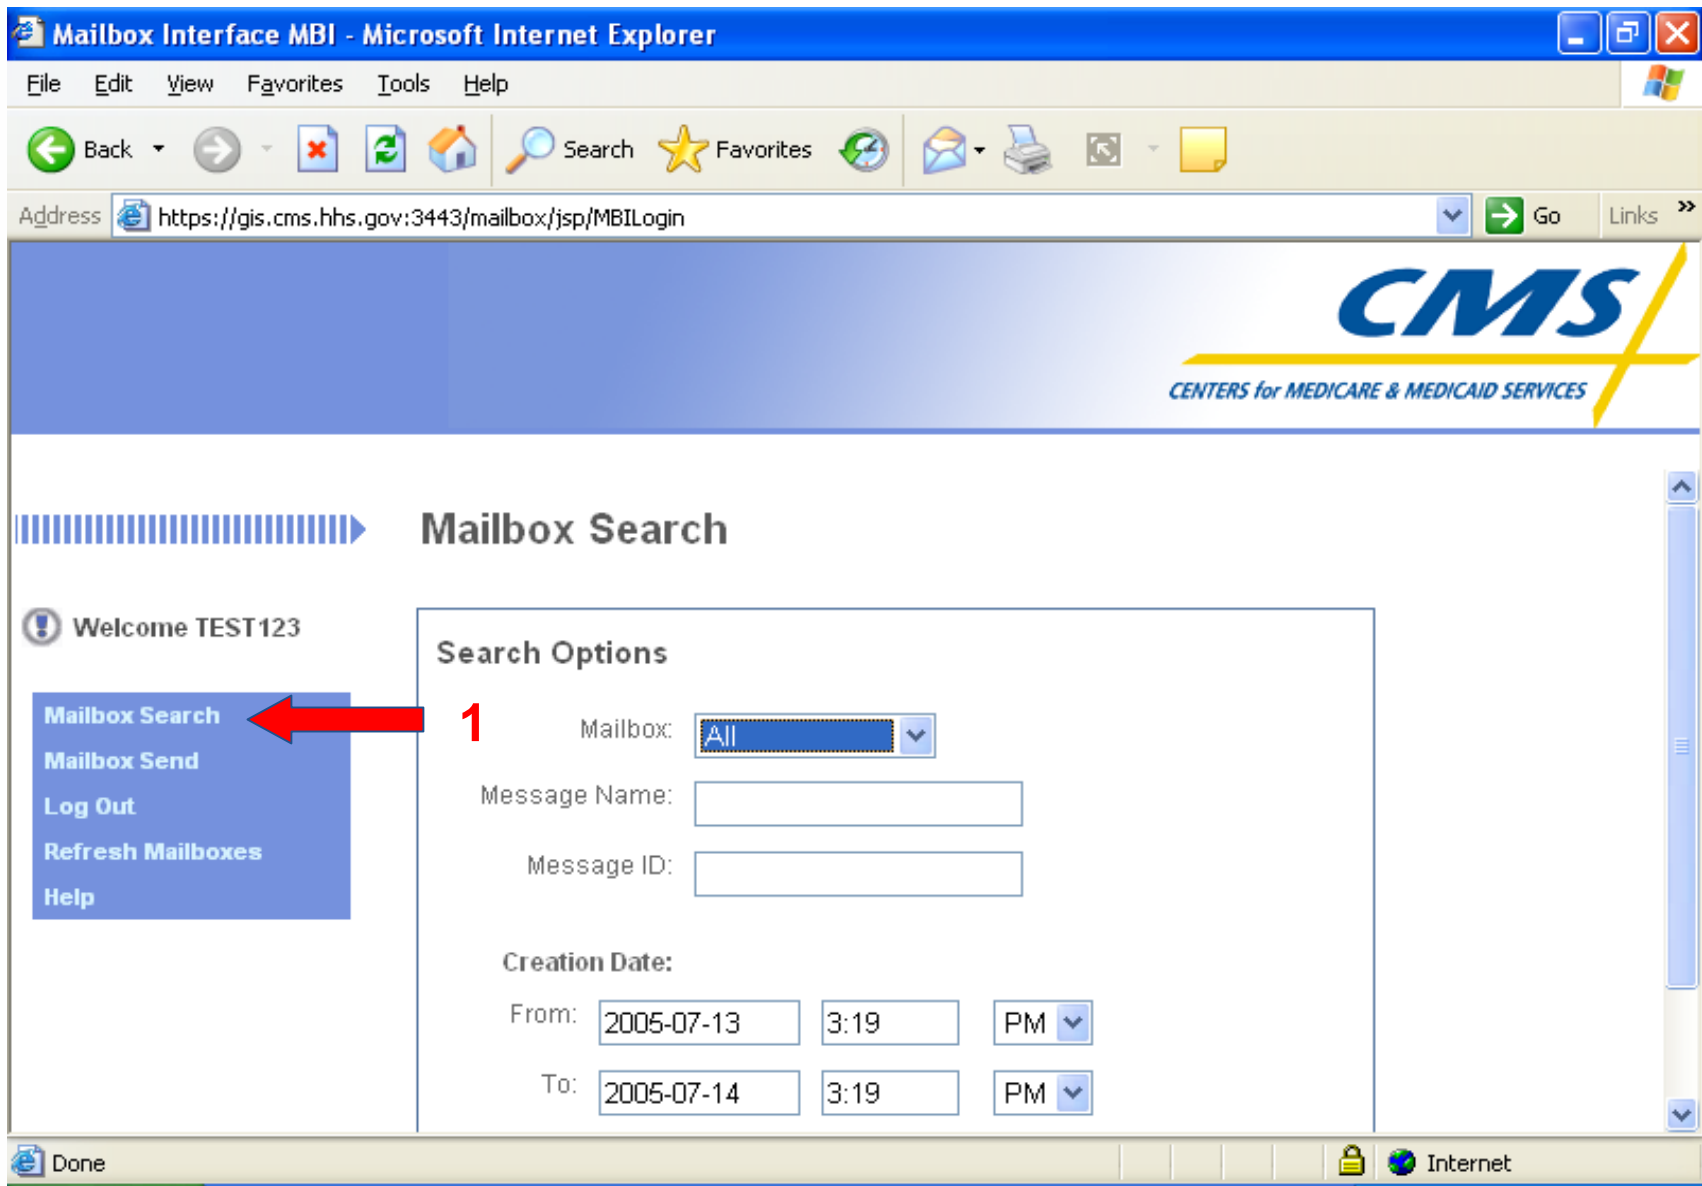 Mailbox Interface MBI - Microsoft Internet Explorer
File Edit View Favorites Tools Help
Back Search Favorites
Address https://gis.cms.hhs.gov:3443/mailbox/jsp/MBILogin Go Links »
CMS
CENTERS for MEDICARE & MEDICAID SERVICES
Mailbox Search
Welcome TEST123
Mailbox Search
Mailbox Send
Log Out
Refresh Mailboxes
Help
1
Search Options
Mailbox: All
Message Name:
Message ID:
Creation Date:
From: 2005-07-13 3:19 PM
To: 2005-07-14 3:19 PM
Done Internet